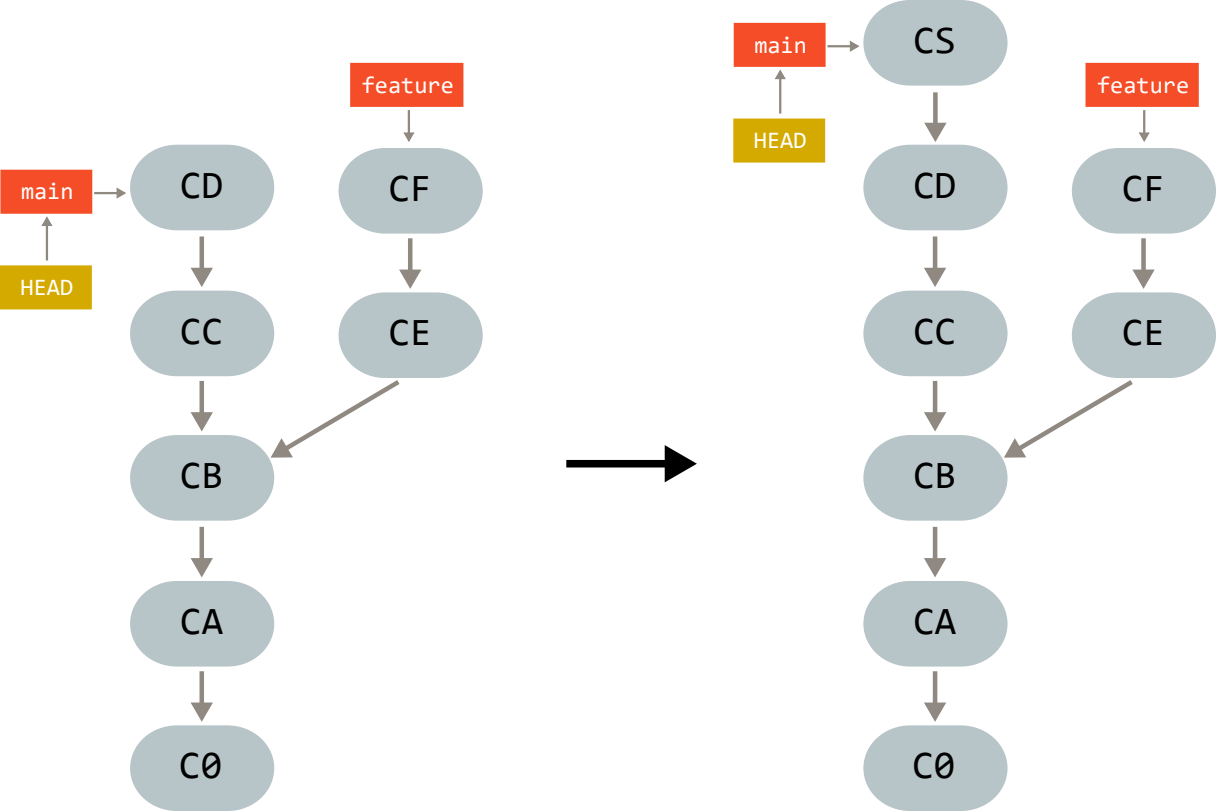 feature
main
CD
CF
HEAD
CC
CE
CB
CA
C0
CS
main
feature
HEAD
CD
CF
CC
CE
CB
CA
C0